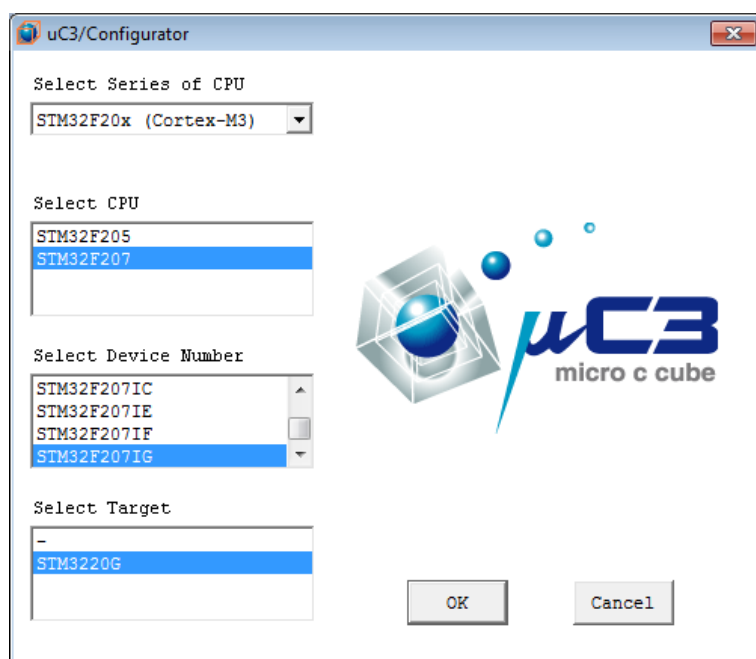 uC3/Configurator
Select Series of CPU
STM32F20x (Cortex-M3)
Select CPU
STM32F205
STM32F207
Select Device Number
STM32F207IC
STM32F207IE
STM32F207IF
STM32F207IG
Select Target
-
STM3220G
μC3
micro c cube
OK
Cancel